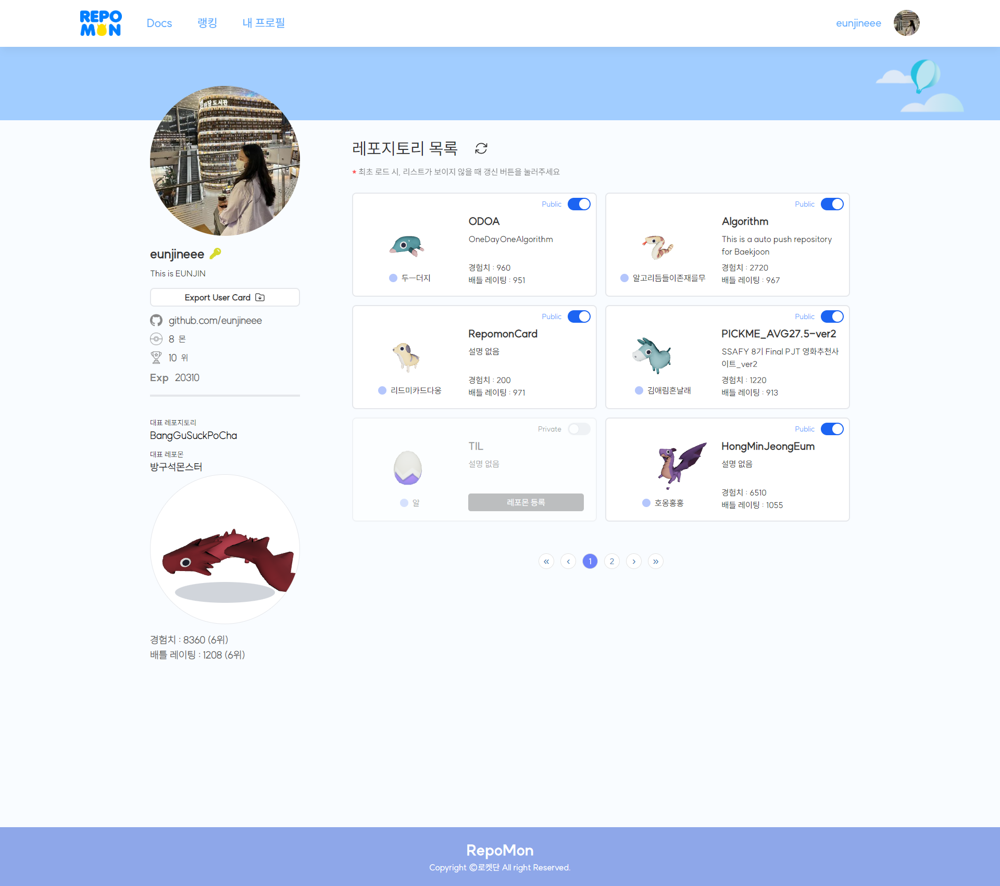 REPO
MON
Docs
랭킹
내 프로필
eunjineee
별마당도서관
eunjineee
This is EUNJIN
Export User Card
github.com/eunjineee
8 몬
10 위
Exp 20310
대표 레포지토리
BangGuSuckPoCha
대표 레포몬
방구석몬스터
경험치 : 8360 (6위)
배틀 레이팅 : 1208 (6위)
레포지토리 목록
* 최초 로드 시, 리스트가 보이지 않을 때 갱신 버튼을 눌러주세요
Public
ODOA
OneDayOneAlgorithm
경험치 : 960
배틀 레이팅 : 951
두ㅡ더지
Public
Algorithm
This is a auto push repository
for Baekjoon
경험치 : 2720
배틀 레이팅 : 967
알고리듬들이존재를무
Public
RepomonCard
설명 없음
경험치 : 200
배틀 레이팅 : 971
리드미카드다옹
Public
PICKME_AVG27.5-ver2
SSAFY 8기 Final PJT 영화추천사
이트_ver2
경험치 : 1220
배틀 레이팅 : 913
김애림혼날래
Private
TIL
설명 없음
알
레포몬 등록
Public
HongMinJeongEum
설명 없음
경험치 : 6510
배틀 레이팅 : 1055
호옹홍홍
« ‹ 1 2 › »
RepoMon
Copyright ©로켓단 All right Reserved.